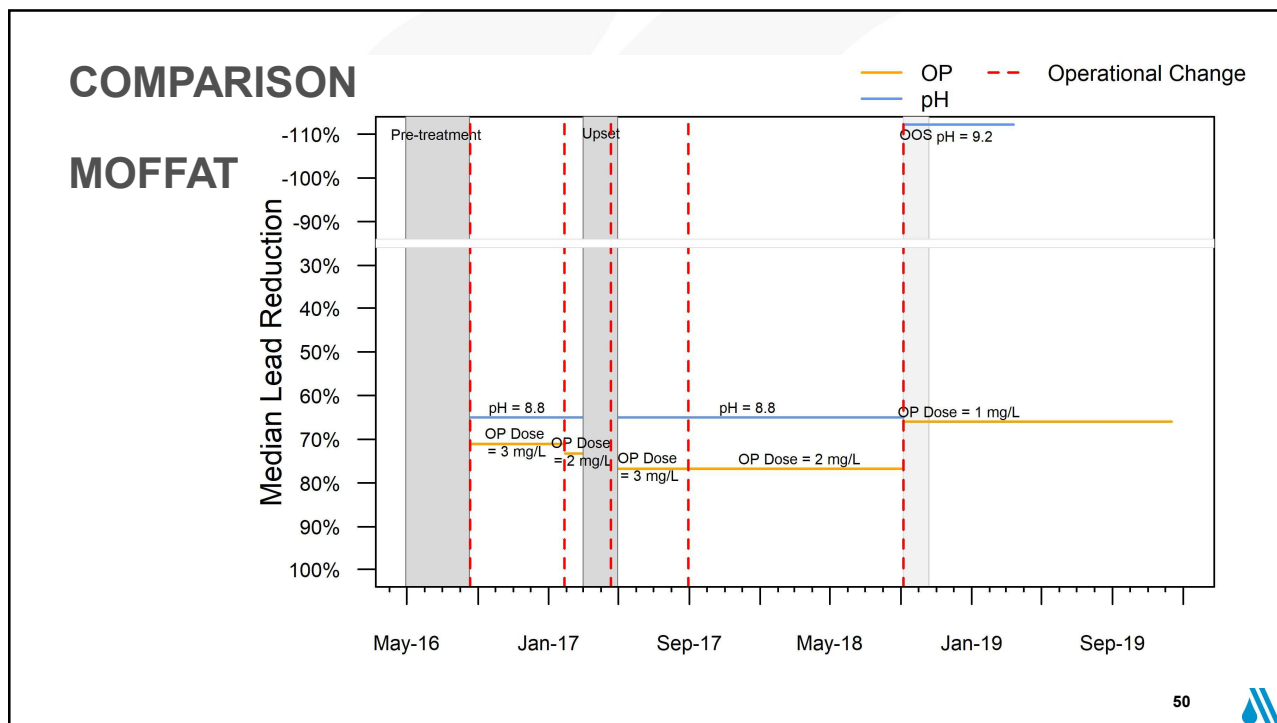 COMPARISON
MOFFAT
OP
pH
Operational Change
Median Lead Reduction
-110%
-100%
-90%
30%
40%
50%
60%
70%
80%
90%
100%
Pre-treatment
Upset
OOS
pH = 9.2
pH = 8.8
pH = 8.8
OP Dose = 1 mg/L
OP Dose
= 3 mg/L
OP Dose
= 2 mg/L
OP Dose
= 3 mg/L
OP Dose = 2 mg/L
May-16
Jan-17
Sep-17
May-18
Jan-19
Sep-19
50